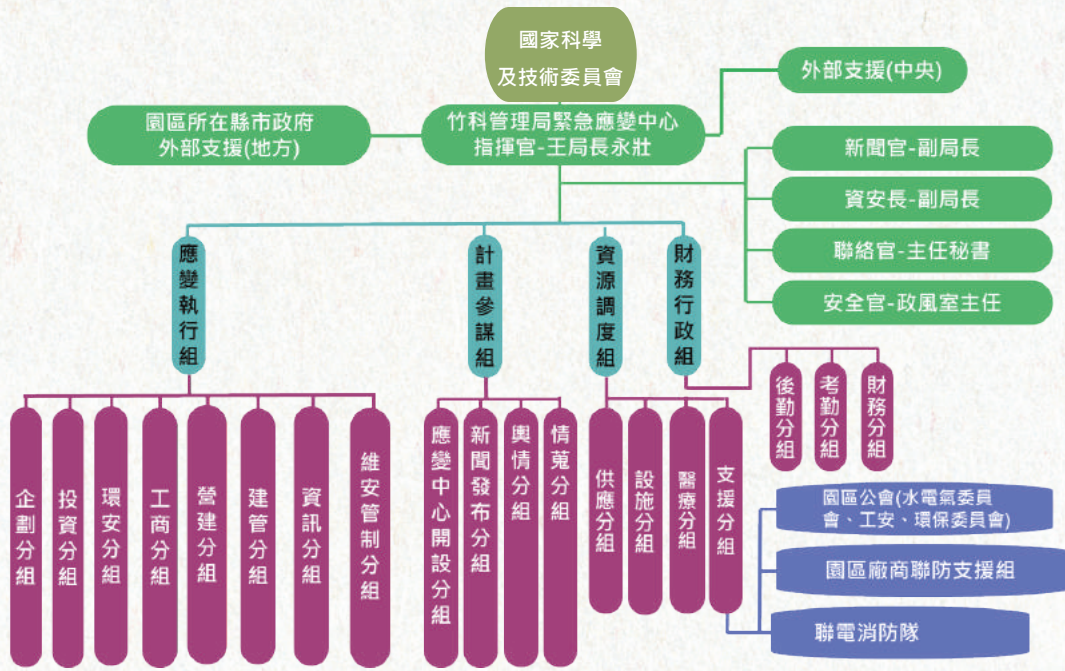 國家科學
及技術委員會
外部支援(中央)
園區所在縣市政府
外部支援(地方)
竹科管理局緊急應變中心
指揮官-王局長永壯
新聞官-副局長
資安長-副局長
聯絡官-主任秘書
安全官-政風室主任
應變執行組
計畫參謀組
資源調度組
財務行政組
後勤分組
考勤分組
財務分組
企劃分組
投資分組
環安分組
工商分組
營建分組
建管分組
資訊分組
維安管制分組
應變中心開設分組
新聞發布分組
輿情分組
情蒐分組
供應分組
設施分組
醫療分組
支援分組
園區公會(水電氣委員
會、工安、環保委員會)
園區廠商聯防支援組
聯電消防隊